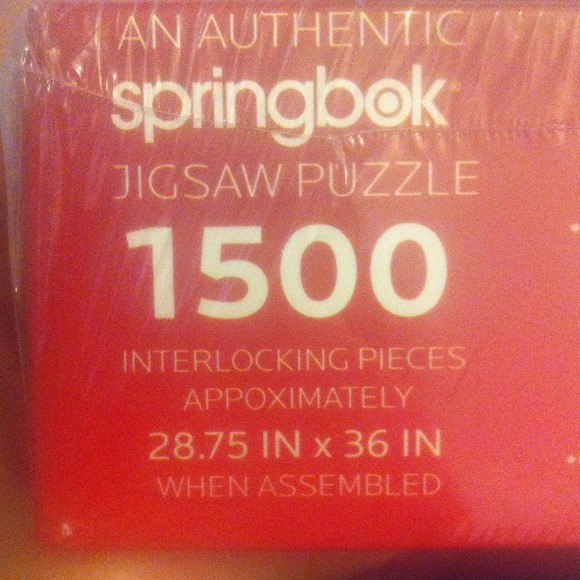 AN AUTHENTIC
springbok
JIGSAW PUZZLE
1500
INTERLOCKING PIECES
APPOXIMATELY
28.75 IN x 36 IN
WHEN ASSEMBLED